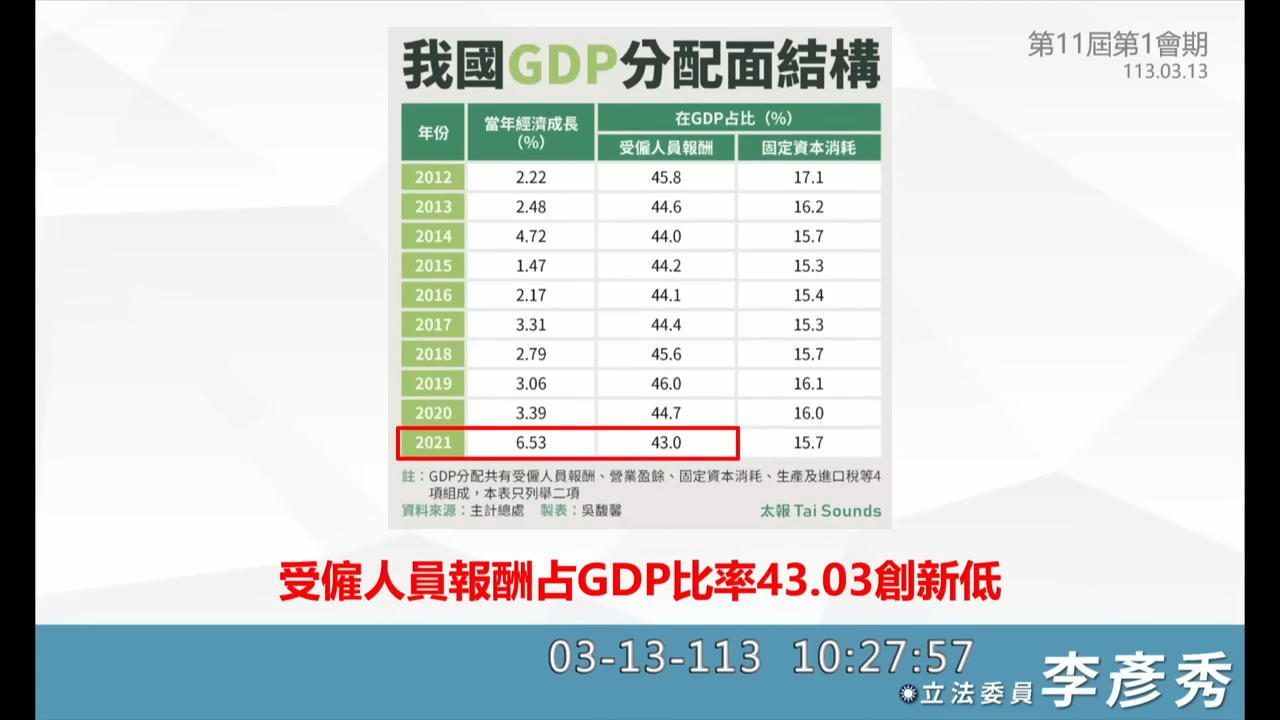 第11屆第1會期
113.03.13
我國GDP分配面結構
年份 當年經濟成長（%） 在GDP占比（%）
受僱人員報酬 固定資本消耗
2012 2.22 45.8 17.1
2013 2.48 44.6 16.2
2014 4.72 44.0 15.7
2015 1.47 44.2 15.3
2016 2.17 44.1 15.4
2017 3.31 44.4 15.3
2018 2.79 45.6 15.7
2019 3.06 46.0 16.1
2020 3.39 44.7 16.0
2021 6.53 43.0 15.7
註：GDP分配共有受僱人員報酬、營業盈餘、固定資本消耗、生產及進口稅等4
項組成，本表只列舉二項
資料來源：主計總處 製表：吳馥馨 太報 Tai Sounds
受僱人員報酬占GDP比率43.03創新低
03-13-113 10:27:57
立法委員 李彥秀